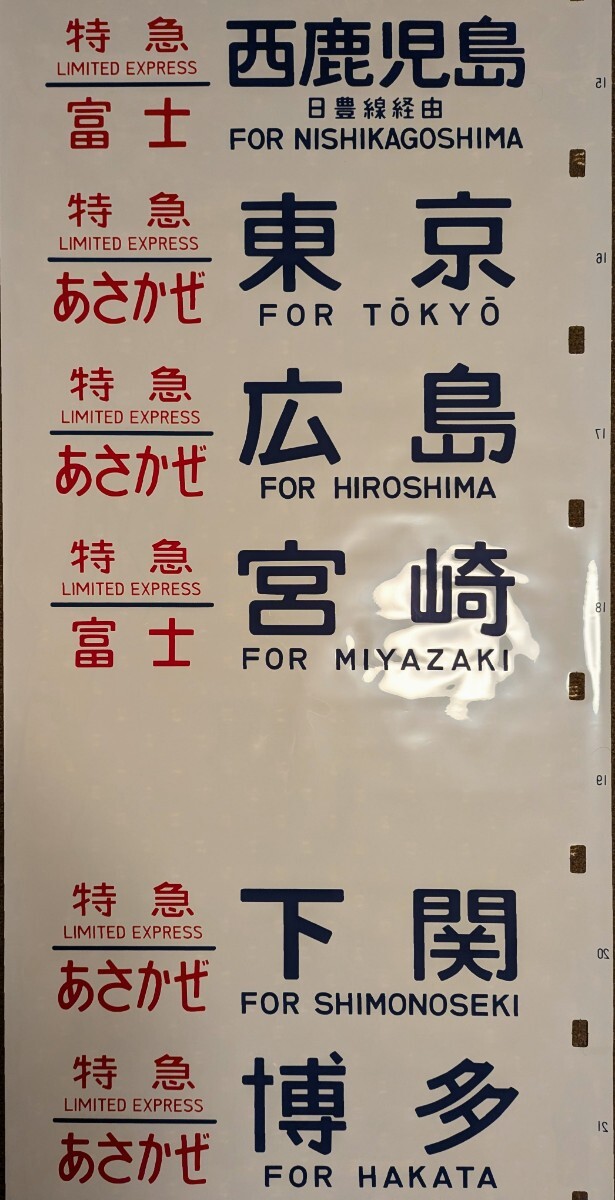 特急 西鹿児島
LIMITED EXPRESS
日豊線経由
富士 FOR NISHIKAGOSHIMA
15
特急 東京
LIMITED EXPRESS
あさかぜ FOR TŌKYŌ
16
特急 広島
LIMITED EXPRESS
あさかぜ FOR HIROSHIMA
17
特急 宮崎
LIMITED EXPRESS
富士 FOR MIYAZAKI
18
19
特急 下関
LIMITED EXPRESS
あさかぜ FOR SHIMONOSEKI
20
特急 博多
LIMITED EXPRESS
あさかぜ FOR HAKATA
21